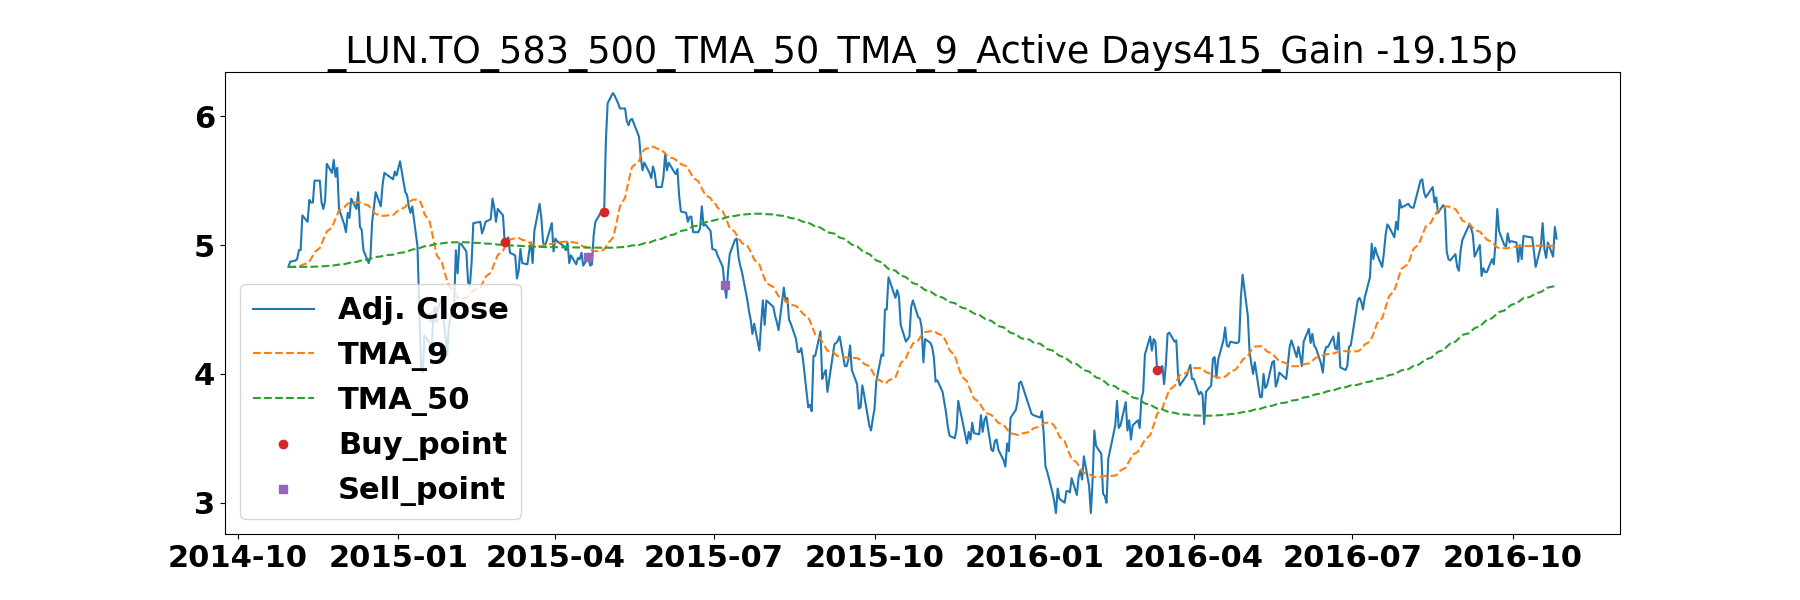 _LUN.TO_583_500_TMA_50_TMA_9_Active Days415_Gain -19.15p
6
5
4
3
Adj. Close
TMA_9
TMA_50
Buy_point
Sell_point
2014-10 2015-01 2015-04 2015-07 2015-10 2016-01 2016-04 2016-07 2016-10